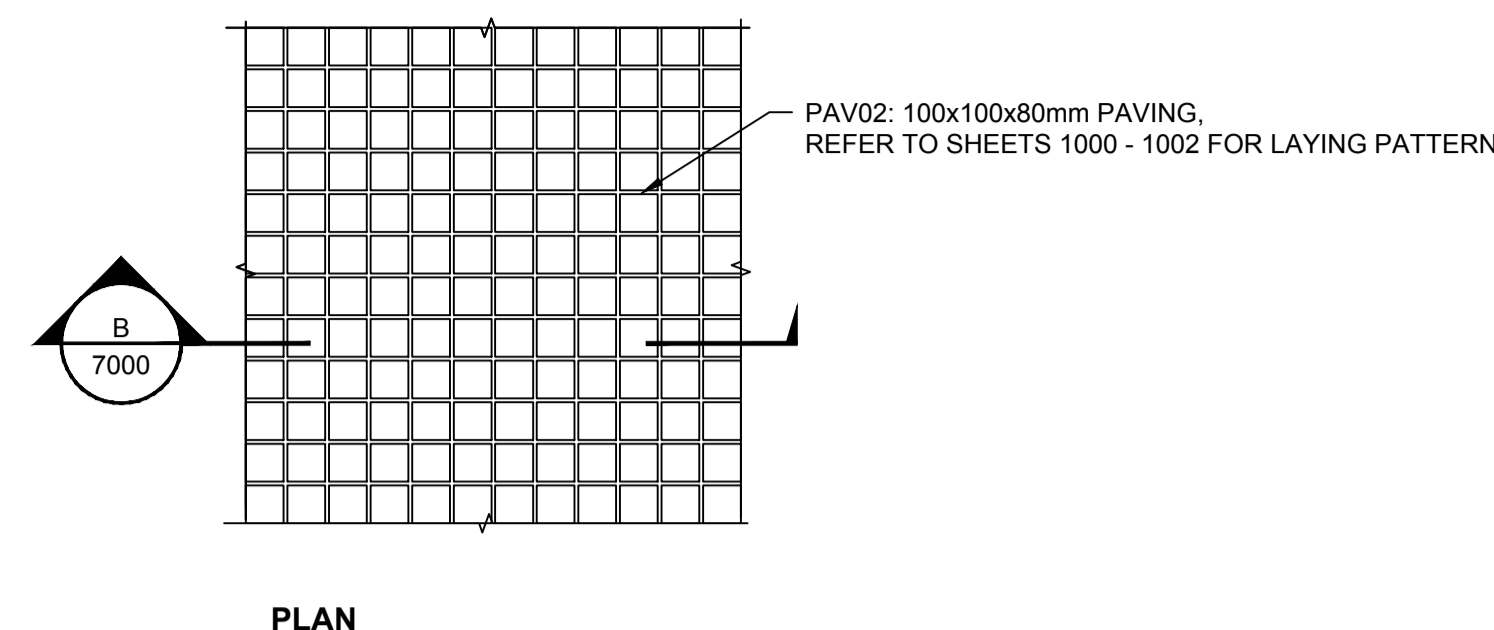 PAV02: 100x100x80mm PAVING,
REFER TO SHEETS 1000 - 1002 FOR LAYING PATTERN
B
7000
PLAN